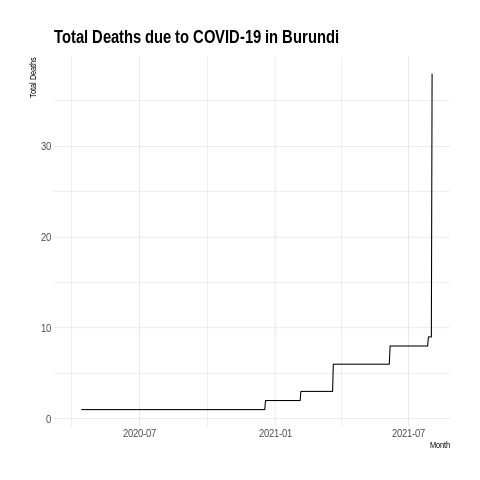 Total Deaths due to COVID-19 in Burundi
Total Deaths
30
20
10
0
2020-07
2021-01
2021-07
Month